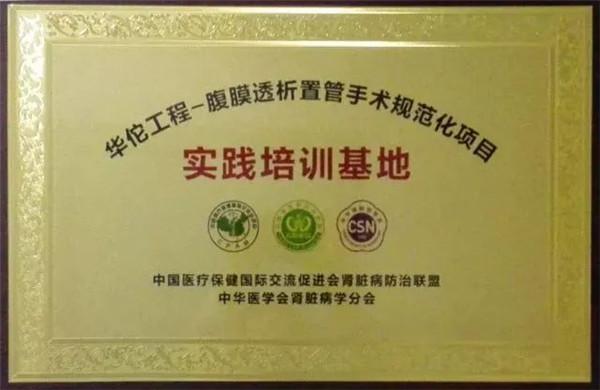 华佗工程-腹膜透析置管手术规范化项目
实践培训基地
CSN
中国医疗保健国际交流促进会肾脏病防治联盟
中华医学会肾脏病学分会